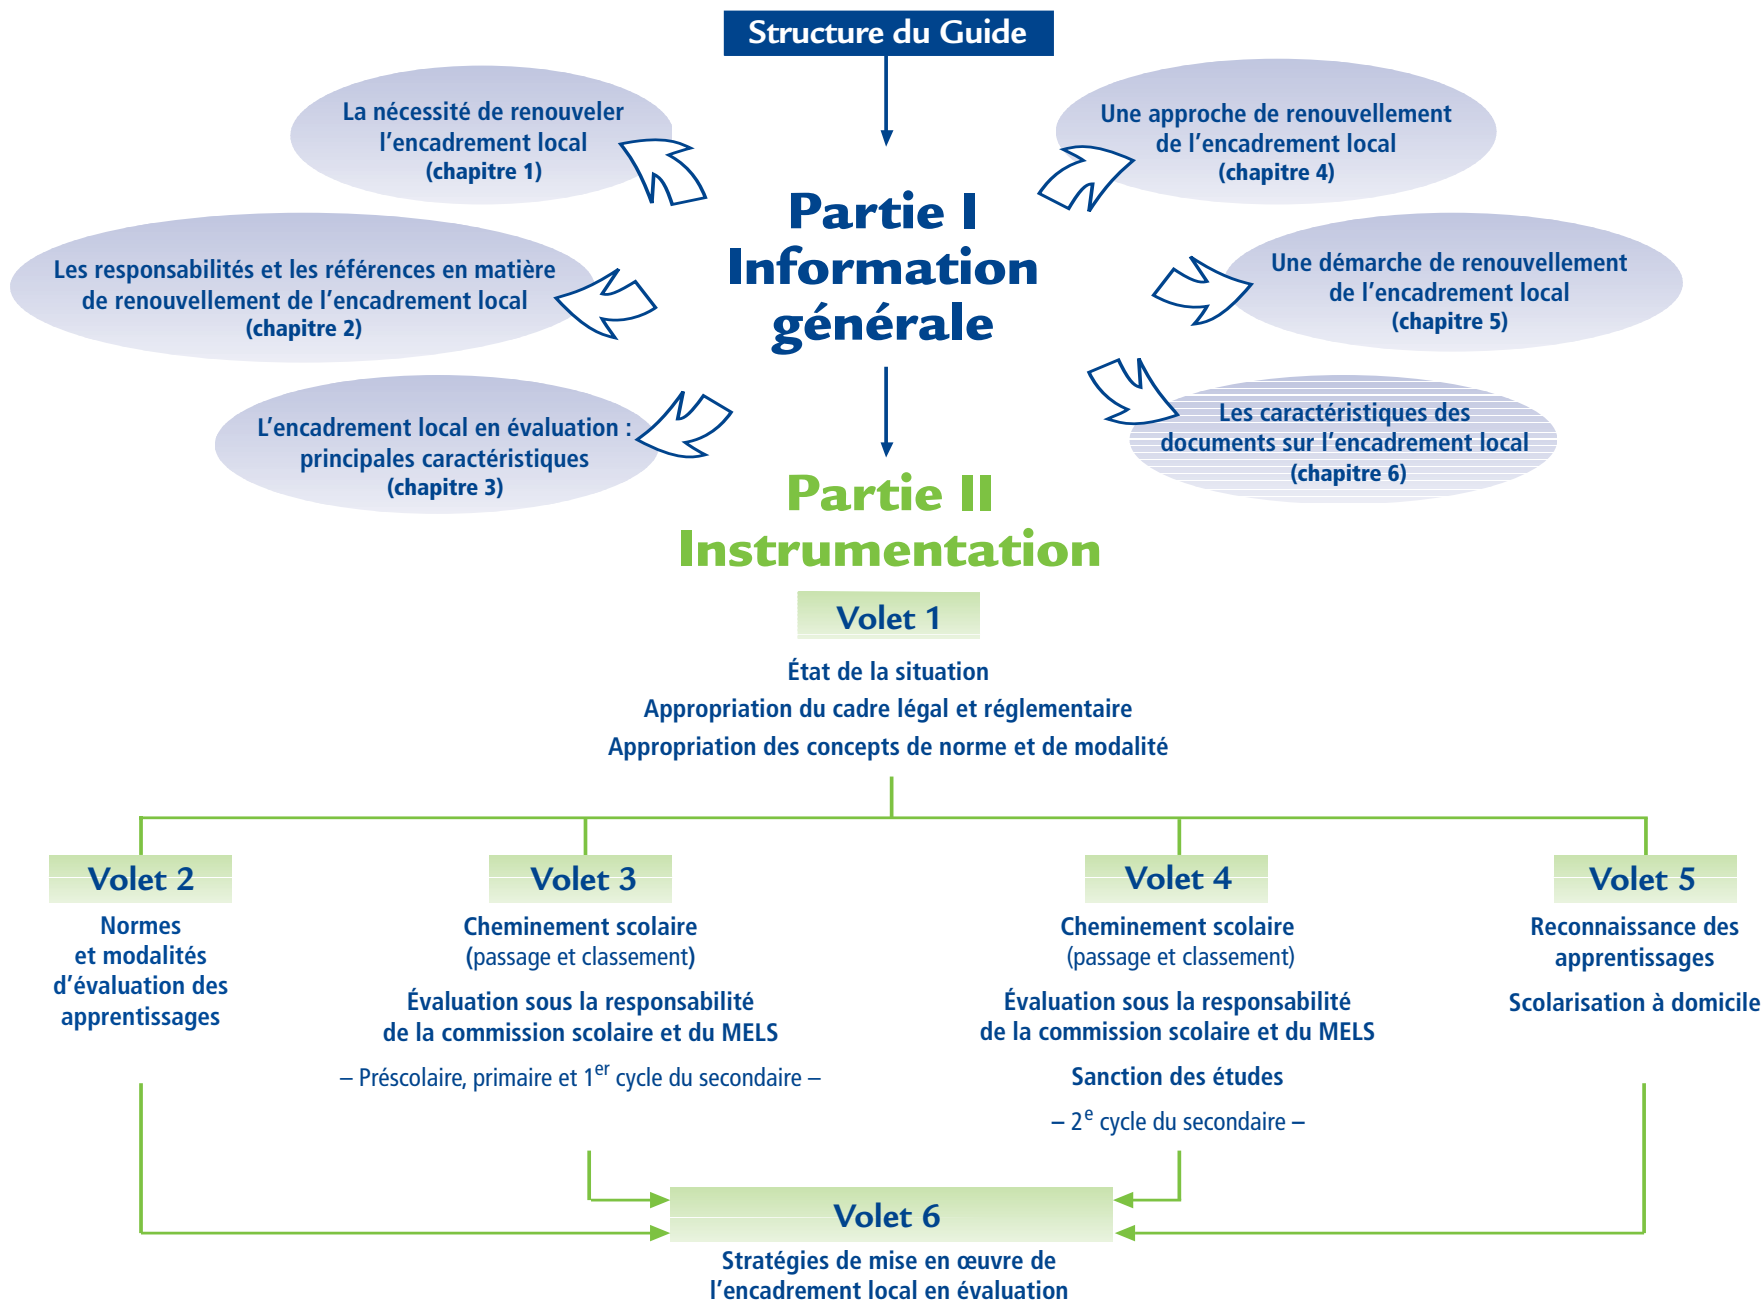 Structure du Guide
La nécessité de renouveler
l’encadrement local
(chapitre 1)
Les responsabilités et les références en matière
de renouvellement de l’encadrement local
(chapitre 2)
L’encadrement local en évaluation :
principales caractéristiques
(chapitre 3)
Partie I
Information
générale
Une approche de renouvellement
de l’encadrement local
(chapitre 4)
Une démarche de renouvellement
de l’encadrement local
(chapitre 5)
Les caractéristiques des
documents sur l’encadrement local
(chapitre 6)
Partie II
Instrumentation
Volet 1
État de la situation
Appropriation du cadre légal et réglementaire
Appropriation des concepts de norme et de modalité
Volet 2
Normes
et modalités
d’évaluation des
apprentissages
Volet 3
Cheminement scolaire
(passage et classement)
Évaluation sous la responsabilité
de la commission scolaire et du MELS
– Préscolaire, primaire et 1er cycle du secondaire –
Volet 4
Cheminement scolaire
(passage et classement)
Évaluation sous la responsabilité
de la commission scolaire et du MELS
Sanction des études
– 2e cycle du secondaire –
Volet 5
Reconnaissance des
apprentissages
Scolarisation à domicile
Volet 6
Stratégies de mise en œuvre de
l’encadrement local en évaluation